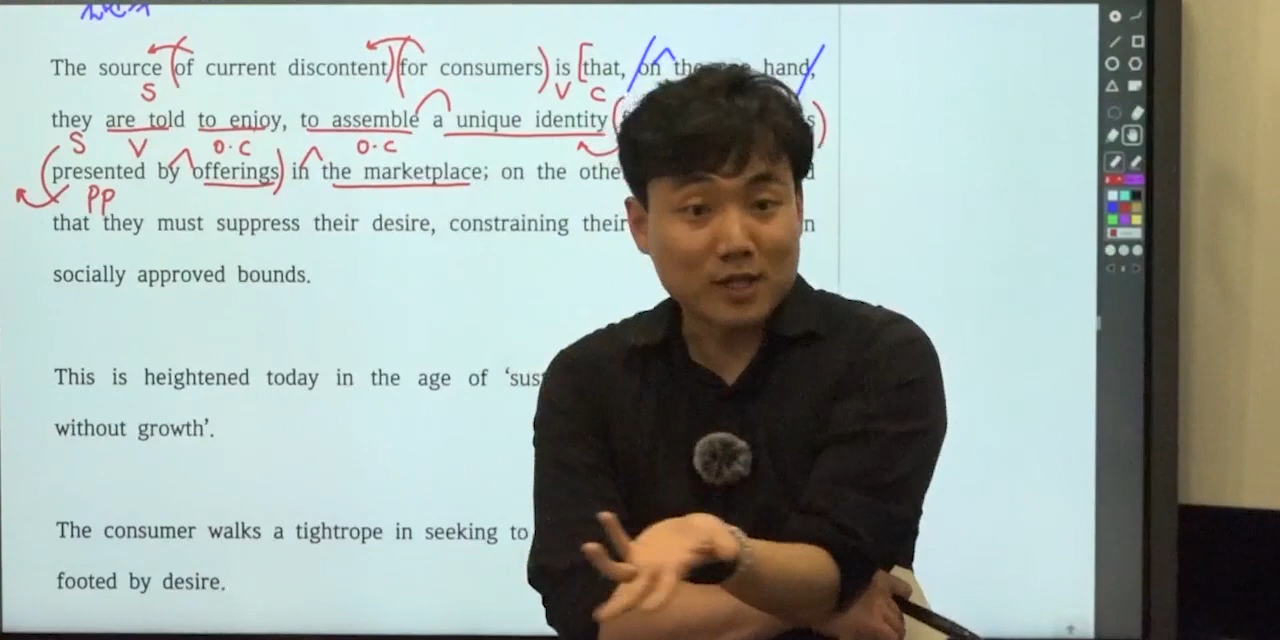 The source of current discontent for consumers is that, on the hand,
S V C
they are told to enjoy, to assemble a unique identity
S V O·C O·C
presented by offerings in the marketplace; on the
PP
that they must suppress their desire, constraining their
socially approved bounds.
This is heightened today in the age of
without growth'.
The consumer walks a tightrope in seeking to
footed by desire.